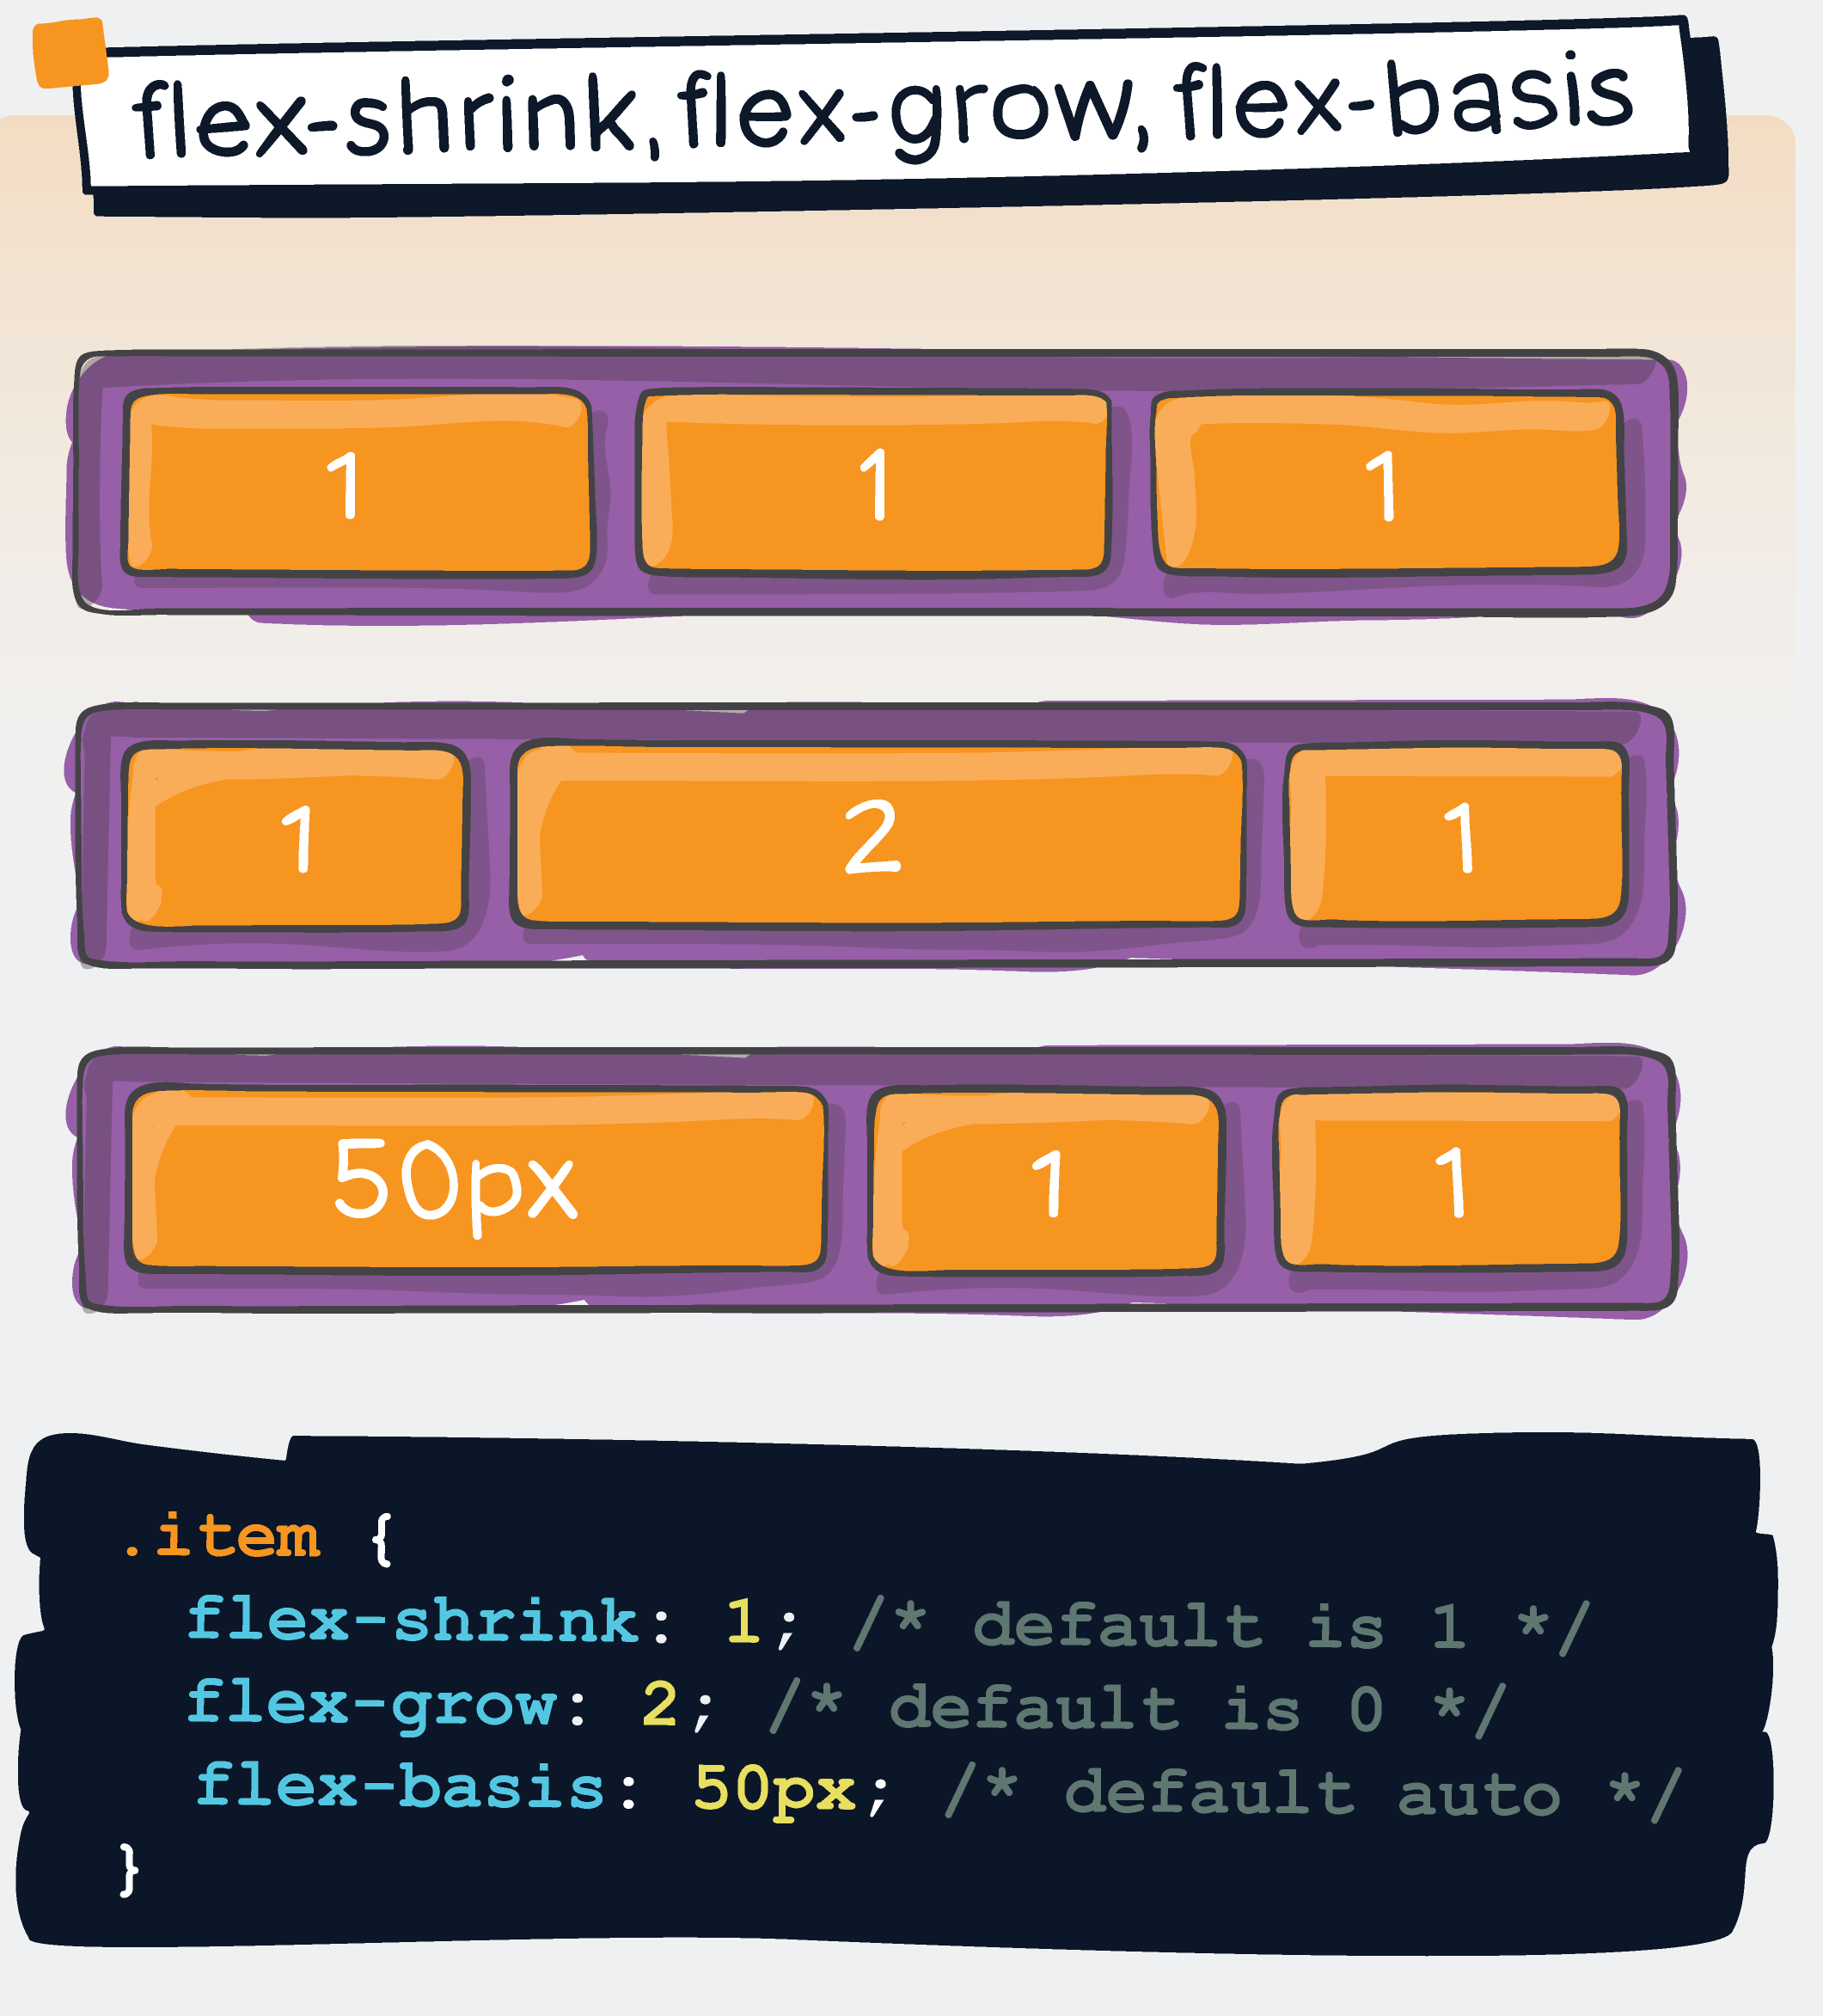 flex-shrink, flex-grow, flex-basis
1 1 1
1 2 1
50px 1 1
.item {
flex-shrink: 1; /* default is 1 */
flex-grow: 2; /* default is 0 */
flex-basis: 50px; /* default auto */
}